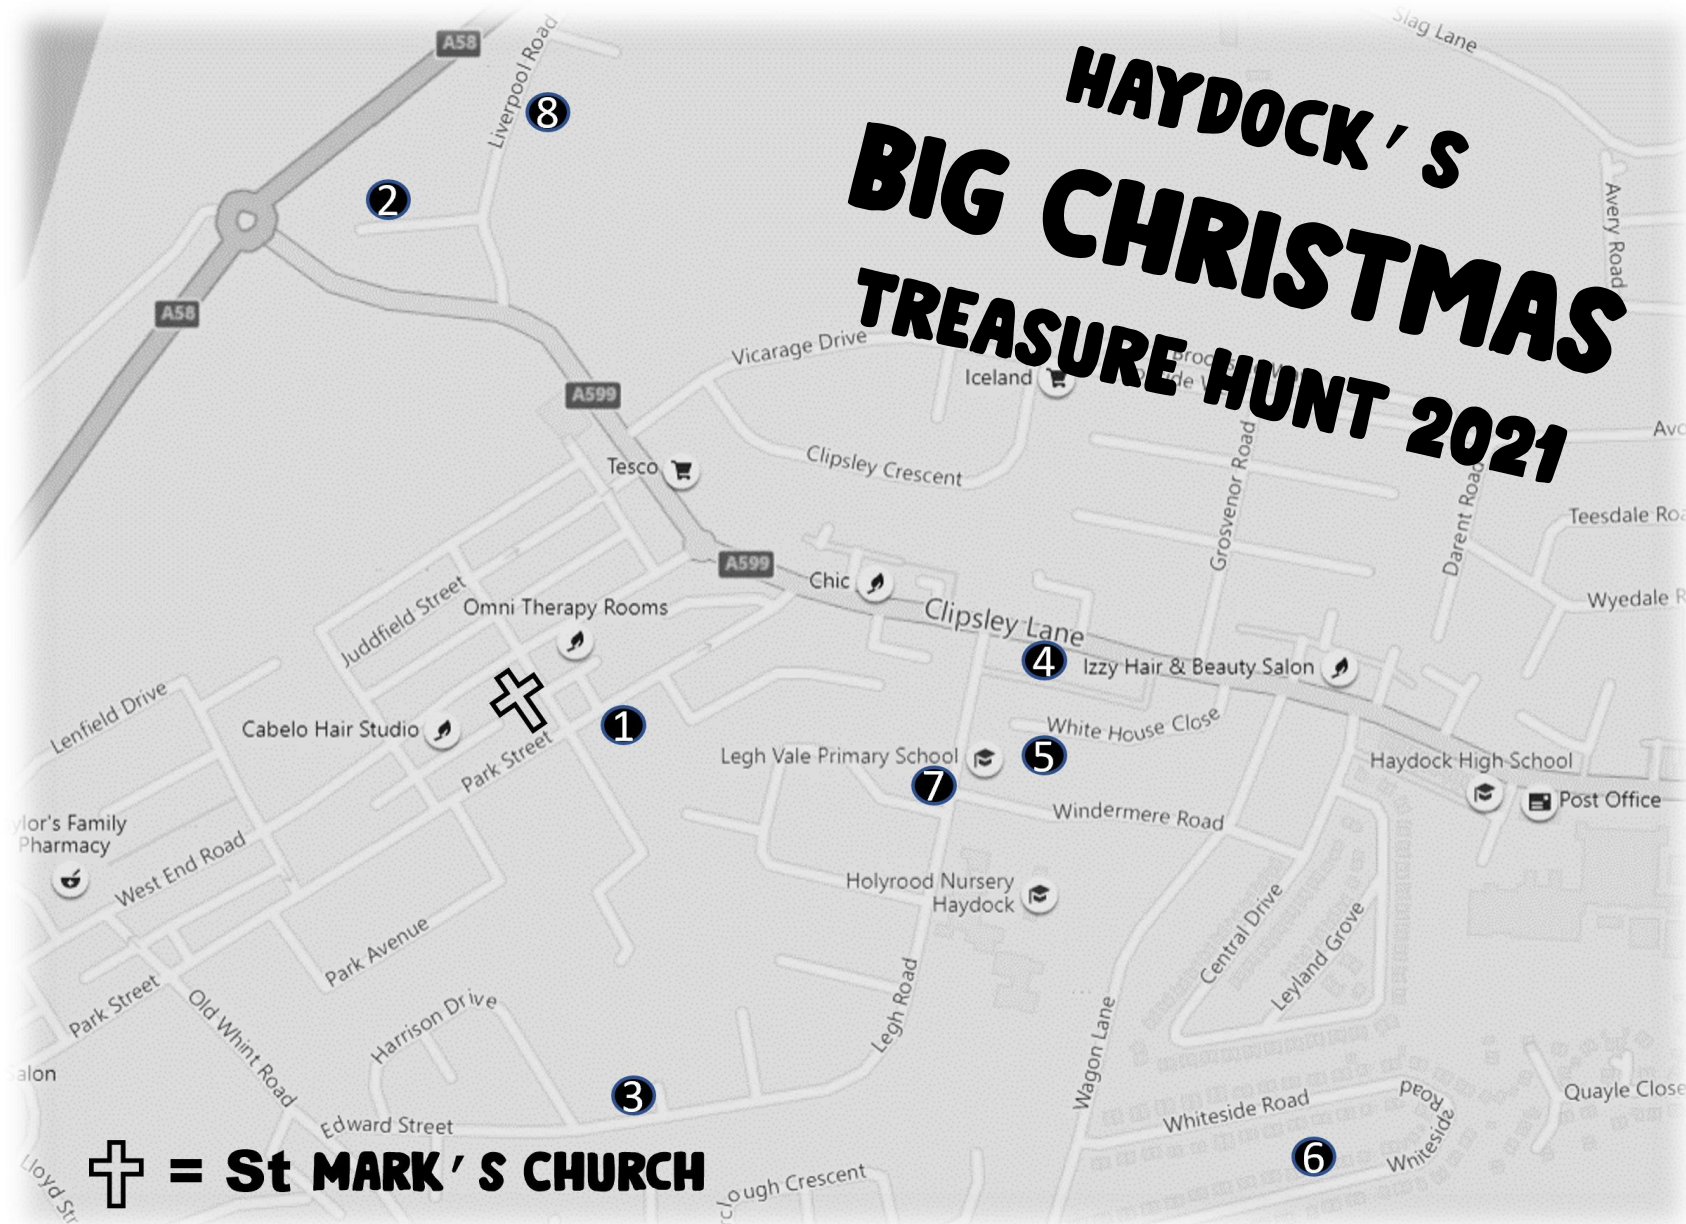 Slag Lane
A58
Liverpool Road
HAYDOCK'S
8
BIG CHRISTMAS
2
Avery Road
A58
TREASURE HUNT 2021
Vicarage Drive
Iceland
A599
Tesco
Clipsley Crescent
Grosvenor Road
Darent Road
Teesdale
A599
Chic
Clipsley Lane
Juddfield Street
Omni Therapy Rooms
Wyedale
4
Izzy Hair & Beauty Salon
Lenfield Drive
Cabelo Hair Studio
1
White House Close
Park Street
Legh Vale Primary School
5
Haydock High School
7
Post Office
Windermere Road
Family
Pharmacy
West End Road
Holyrood Nursery
Haydock
Central Drive
Leyland Grove
Park Avenue
Park Street
Old Whint Road
Harrison Drive
Legh Road
Wagon Lane
3
Quayle Close
Whiteside Road
Whiteside Road
Edward Street
6
= St MARK'S CHURCH
Lloyd
Crescent